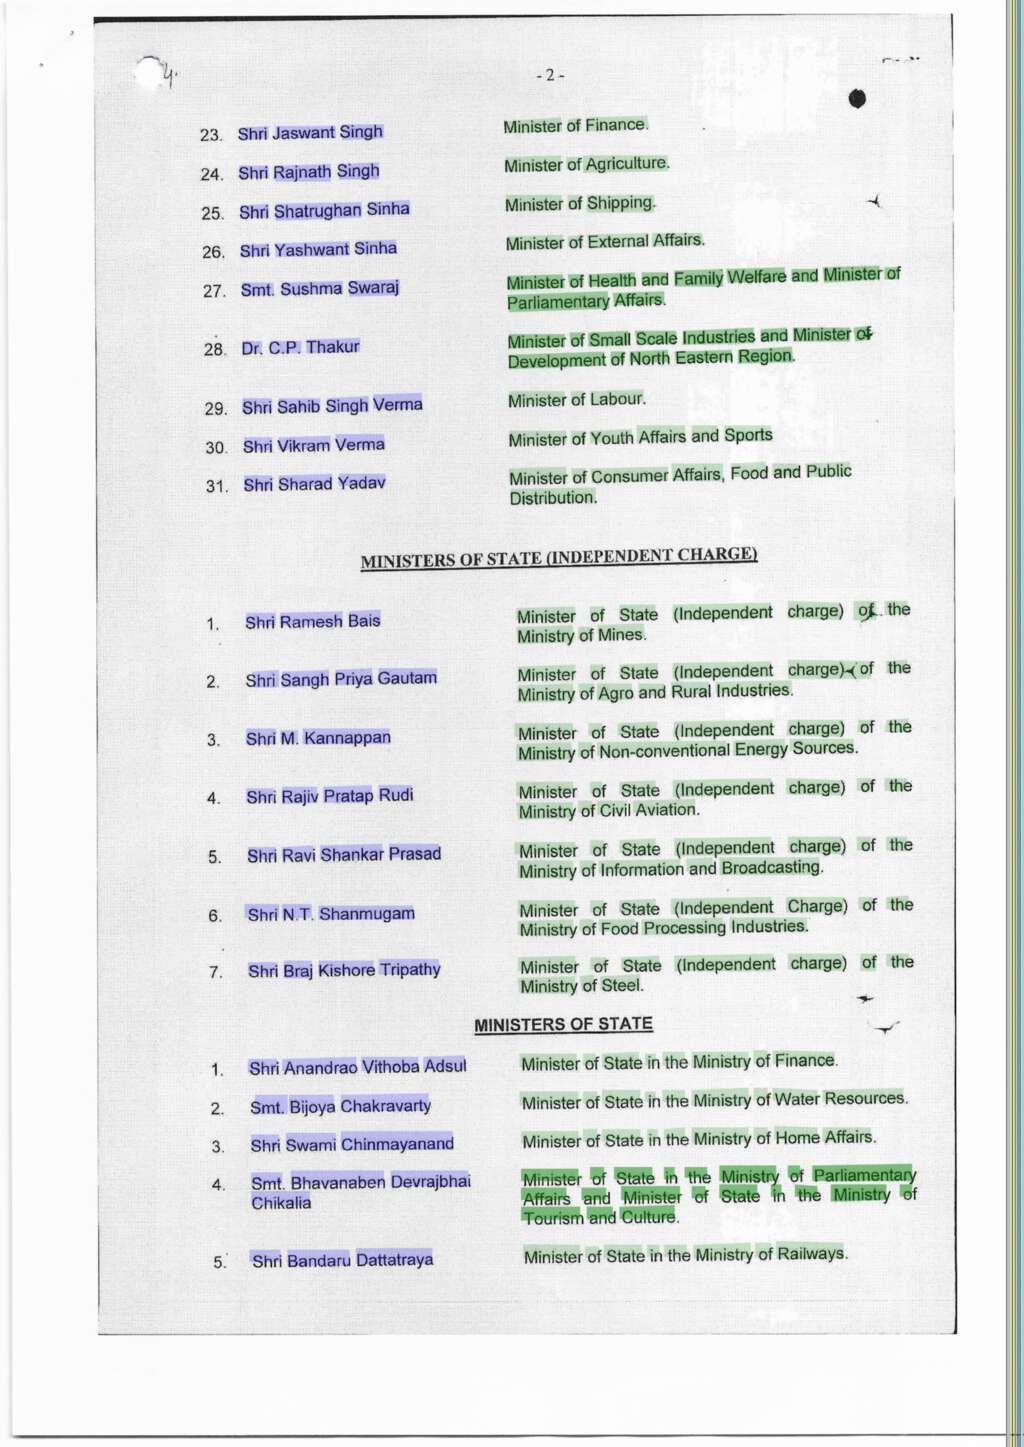 4.
- 2 -
23. Shri Jaswant Singh Minister of Finance.
24. Shri Rajnath Singh Minister of Agriculture.
25. Shri Shatrughan Sinha Minister of Shipping.
26. Shri Yashwant Sinha Minister of External Affairs.
27. Smt. Sushma Swaraj Minister of Health and Family Welfare and Minister of
Parliamentary Affairs.
28. Dr. C.P. Thakur Minister of Small Scale Industries and Minister of
Development of North Eastern Region.
29. Shri Sahib Singh Verma Minister of Labour.
30. Shri Vikram Verma Minister of Youth Affairs and Sports
31. Shri Sharad Yadav Minister of Consumer Affairs, Food and Public
Distribution.
MINISTERS OF STATE (INDEPENDENT CHARGE)
1. Shri Ramesh Bais Minister of State (Independent charge) of the
Ministry of Mines.
2. Shri Sangh Priya Gautam Minister of State (Independent charge) of the
Ministry of Agro and Rural Industries.
3. Shri M. Kannappan Minister of State (Independent charge) of the
Ministry of Non-conventional Energy Sources.
4. Shri Rajiv Pratap Rudi Minister of State (Independent charge) of the
Ministry of Civil Aviation.
5. Shri Ravi Shankar Prasad Minister of State (Independent charge) of the
Ministry of Information and Broadcasting.
6. Shri N.T. Shanmugam Minister of State (Independent Charge) of the
Ministry of Food Processing Industries.
7. Shri Braj Kishore Tripathy Minister of State (Independent charge) of the
Ministry of Steel.
MINISTERS OF STATE
1. Shri Anandrao Vithoba Adsul Minister of State in the Ministry of Finance.
2. Smt. Bijoya Chakravarty Minister of State in the Ministry of Water Resources.
3. Shri Swami Chinmayanand Minister of State in the Ministry of Home Affairs.
4. Smt. Bhavanaben Devrajbhai Minister of State in the Ministry of Parliamentary
Chikalia Affairs and Minister of State in the Ministry of
Tourism and Culture.
5. Shri Bandaru Dattatraya Minister of State in the Ministry of Railways.